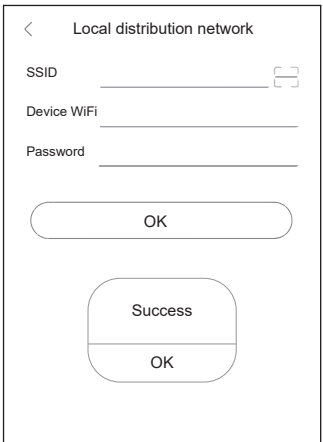 Local distribution network
SSID
Device WiFi
Password
OK
Success
OK